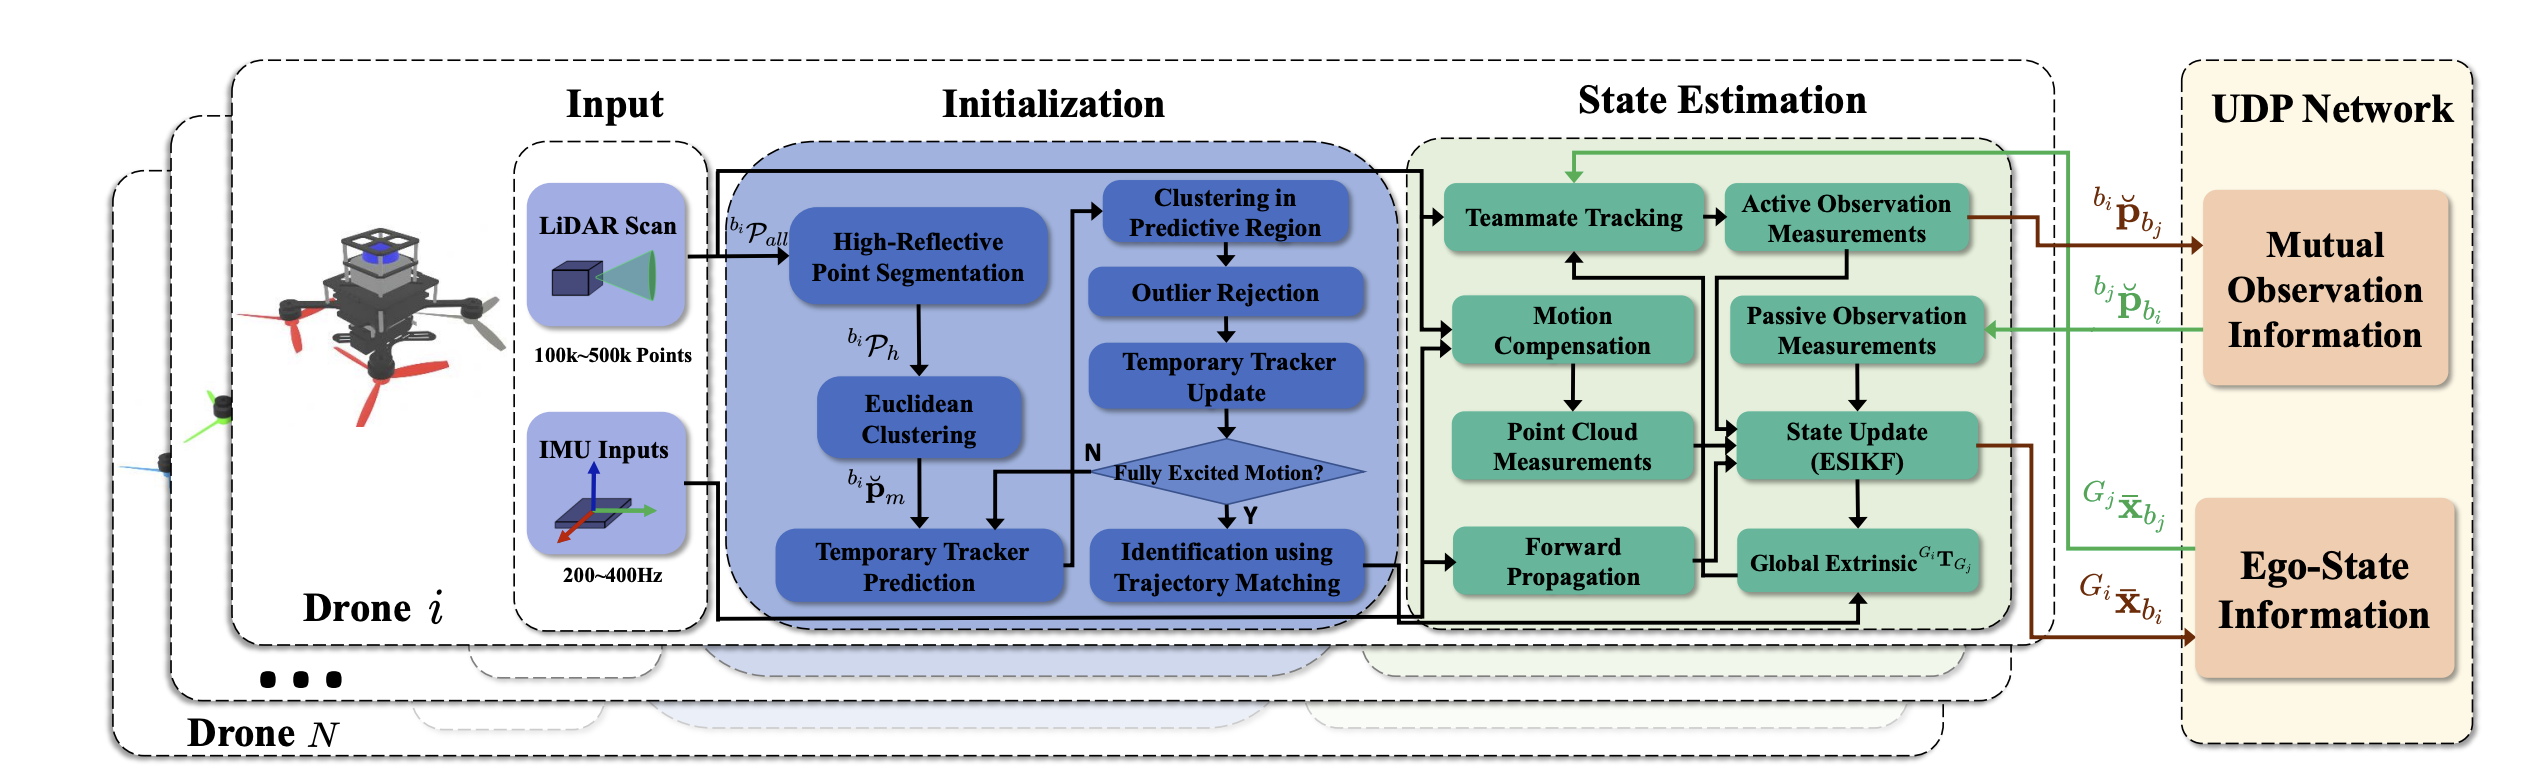 Input
Initialization
State Estimation
UDP Network
LiDAR Scan
100k~500k Points
IMU Inputs
200~400Hz
Drone i
Drone N
${}^{b_i}\mathcal{P}_{all}$
High-Reflective
Point Segmentation
${}^{b_i}\mathcal{P}_h$
Euclidean
Clustering
${}^{b_i}\breve{\mathbf{p}}_m$
Temporary Tracker
Prediction
Clustering in
Predictive Region
Outlier Rejection
Temporary Tracker
Update
N
Fully Excited Motion?
Y
Identification using
Trajectory Matching
Teammate Tracking
Active Observation
Measurements
Motion
Compensation
Passive Observation
Measurements
Point Cloud
Measurements
State Update
(ESIKF)
Forward
Propagation
Global Extrinsic ${}^{G_i}\mathbf{T}_{G_j}$
${}^{b_i}\breve{\mathbf{p}}_{b_j}$
${}^{b_j}\breve{\mathbf{p}}_{b_i}$
${}^{G_j}\bar{\mathbf{x}}_{b_j}$
${}^{G_i}\bar{\mathbf{x}}_{b_i}$
Mutual
Observation
Information
Ego-State
Information